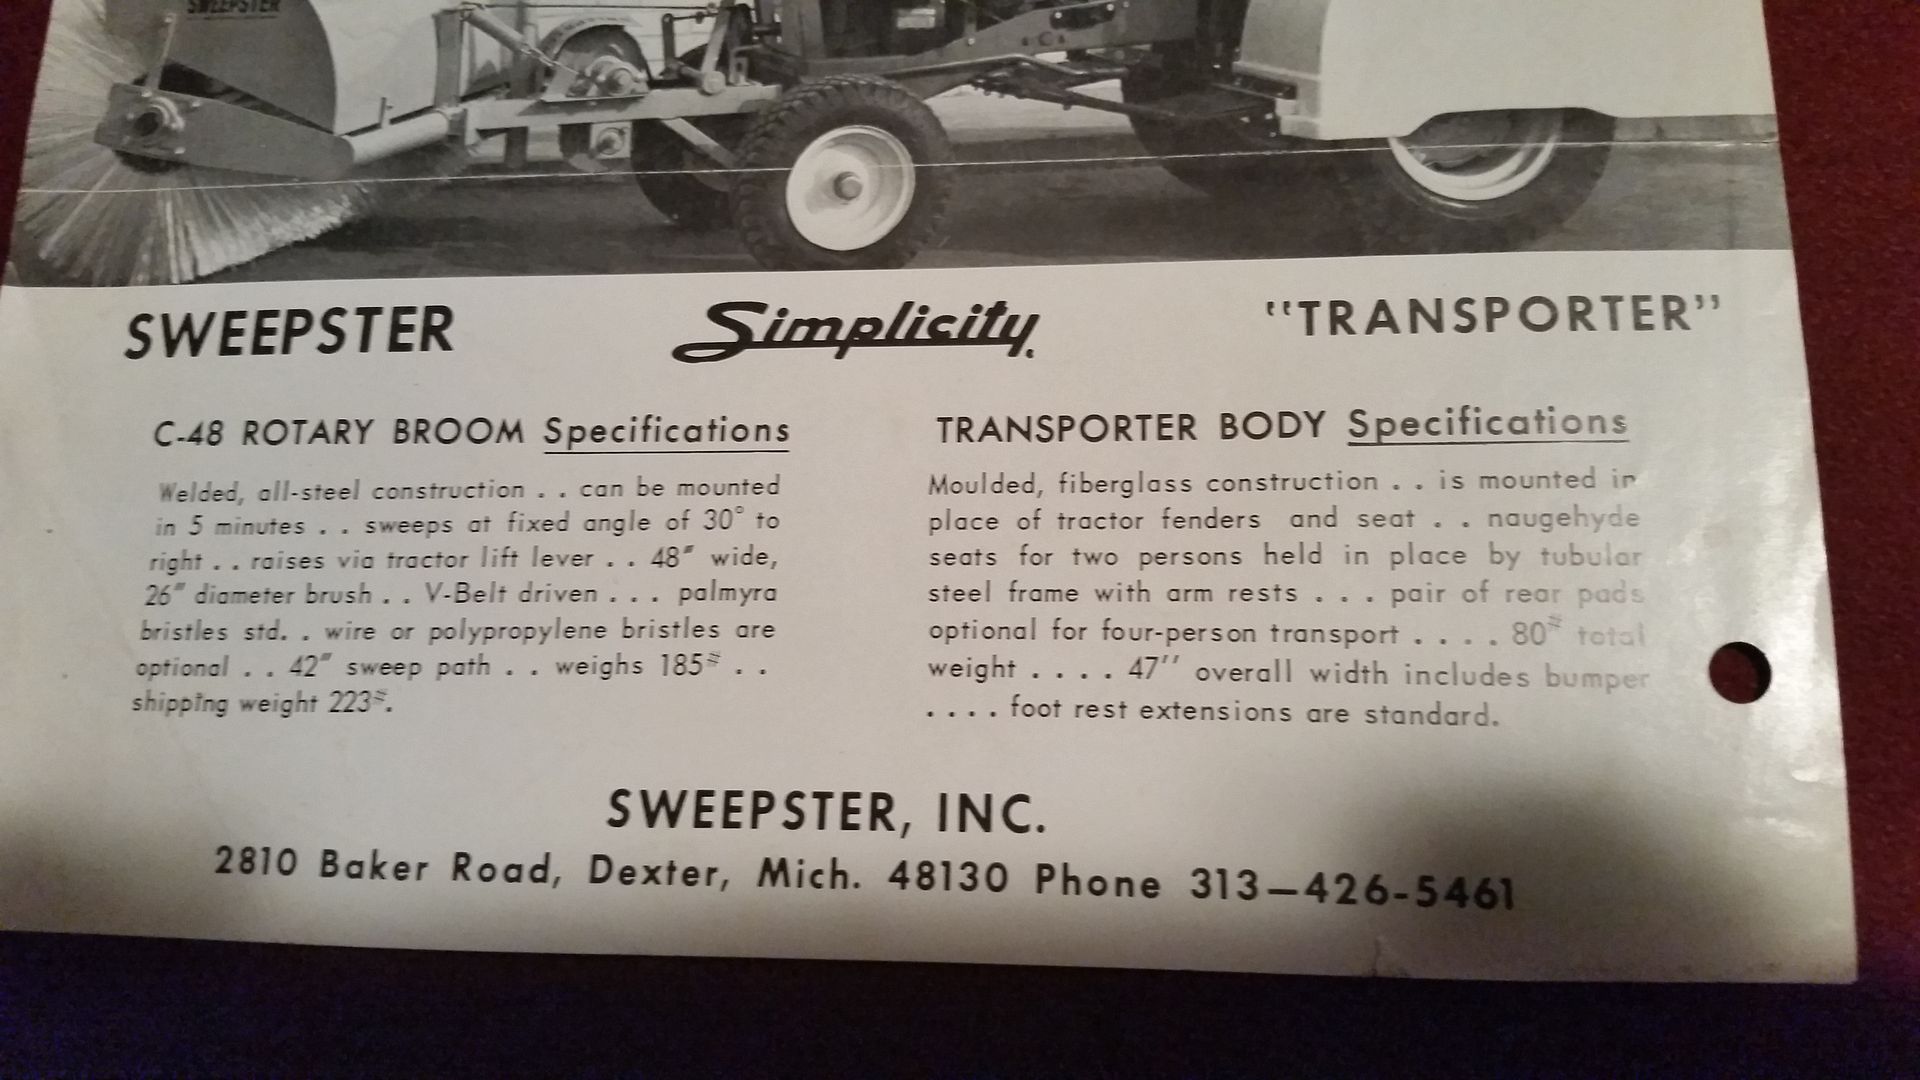 SWEEPSTER
SWEEPSTER
Simplicity
"TRANSPORTER"
C-48 ROTARY BROOM Specifications
Welded, all-steel construction . . can be mounted
in 5 minutes . . sweeps at fixed angle of 30° to
right . . raises via tractor lift lever . . 48" wide,
26" diameter brush . . V-Belt driven . . . palmyra
bristles std. . wire or polypropylene bristles are
optional . . 42" sweep path . . weighs 185# . .
shipping weight 223#.
TRANSPORTER BODY Specifications
Moulded, fiberglass construction . . is mounted in
place of tractor fenders and seat . . naugehyde
seats for two persons held in place by tubular
steel frame with arm rests . . . pair of rear pads
optional for four-person transport . . . . 80# total
weight . . . . 47'' overall width includes bumper
. . . . foot rest extensions are standard.
SWEEPSTER, INC.
2810 Baker Road, Dexter, Mich. 48130 Phone 313—426-5461